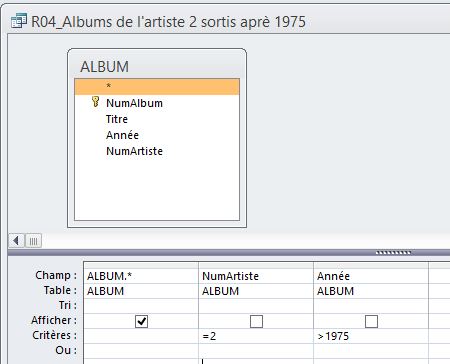 R04_Albums de l'artiste 2 sortis aprè 1975
ALBUM
*
NumAlbum
Titre
Année
NumArtiste
Champ : ALBUM.* NumArtiste Année
Table : ALBUM ALBUM ALBUM
Tri :
Afficher :
Critères : =2 >1975
Ou :